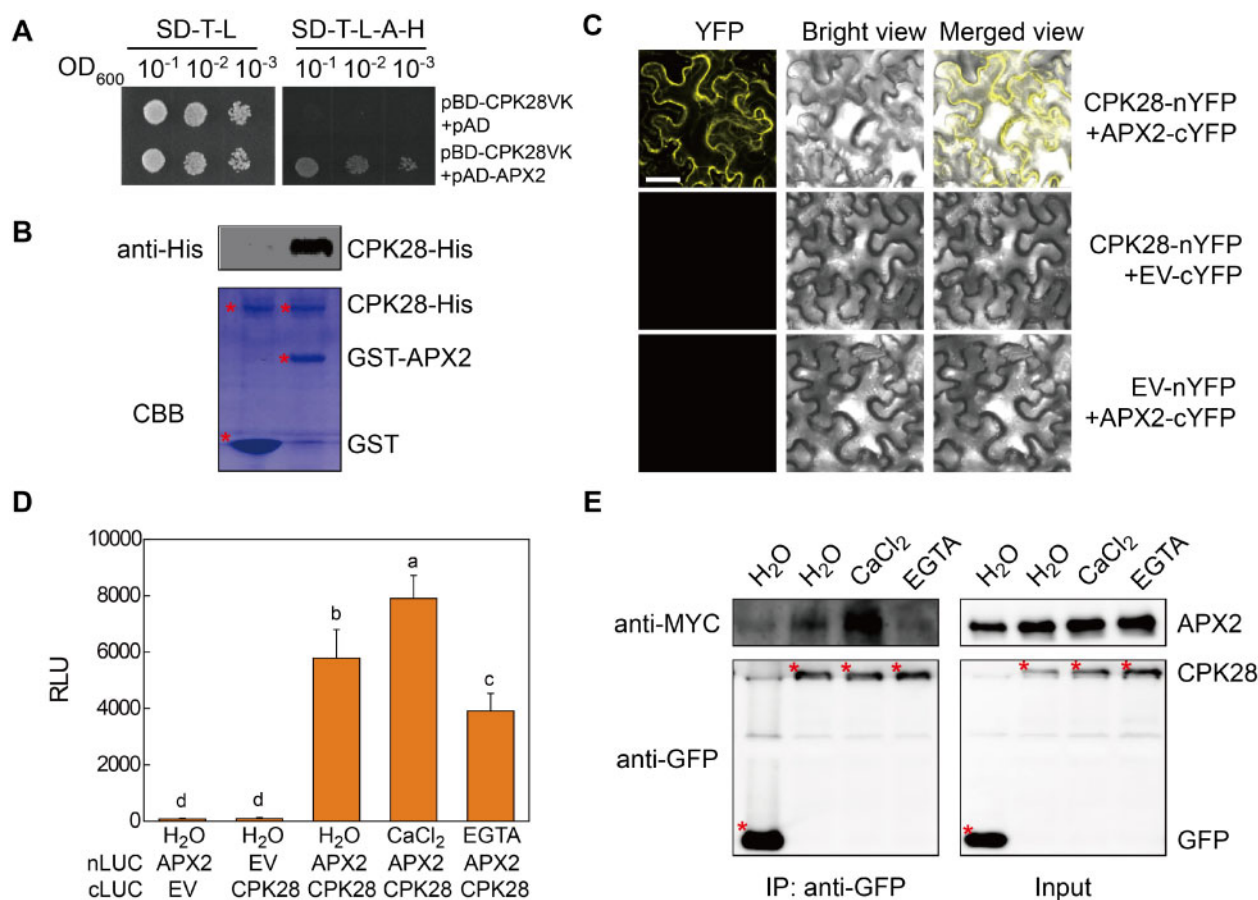 A
SD-T-L
SD-T-L-A-H
OD600
10-1 10-2 10-3
10-1 10-2 10-3
pBD-CPK28VK
+pAD
pBD-CPK28VK
+pAD-APX2
B
anti-His
CPK28-His
CPK28-His
*
*
GST-APX2
*
CBB
*
GST
C
YFP
Bright view
Merged view
CPK28-nYFP
+APX2-cYFP
CPK28-nYFP
+EV-cYFP
EV-nYFP
+APX2-cYFP
D
RLU
10000
8000
6000
4000
2000
0
d
d
b
a
c
H2O H2O H2O CaCl2 EGTA
nLUC APX2 EV APX2 APX2 APX2
cLUC EV CPK28 CPK28 CPK28 CPK28
E
H2O H2O CaCl2 EGTA
H2O H2O CaCl2 EGTA
anti-MYC
APX2
* * *
* * *
CPK28
anti-GFP
*
*
GFP
IP: anti-GFP
Input